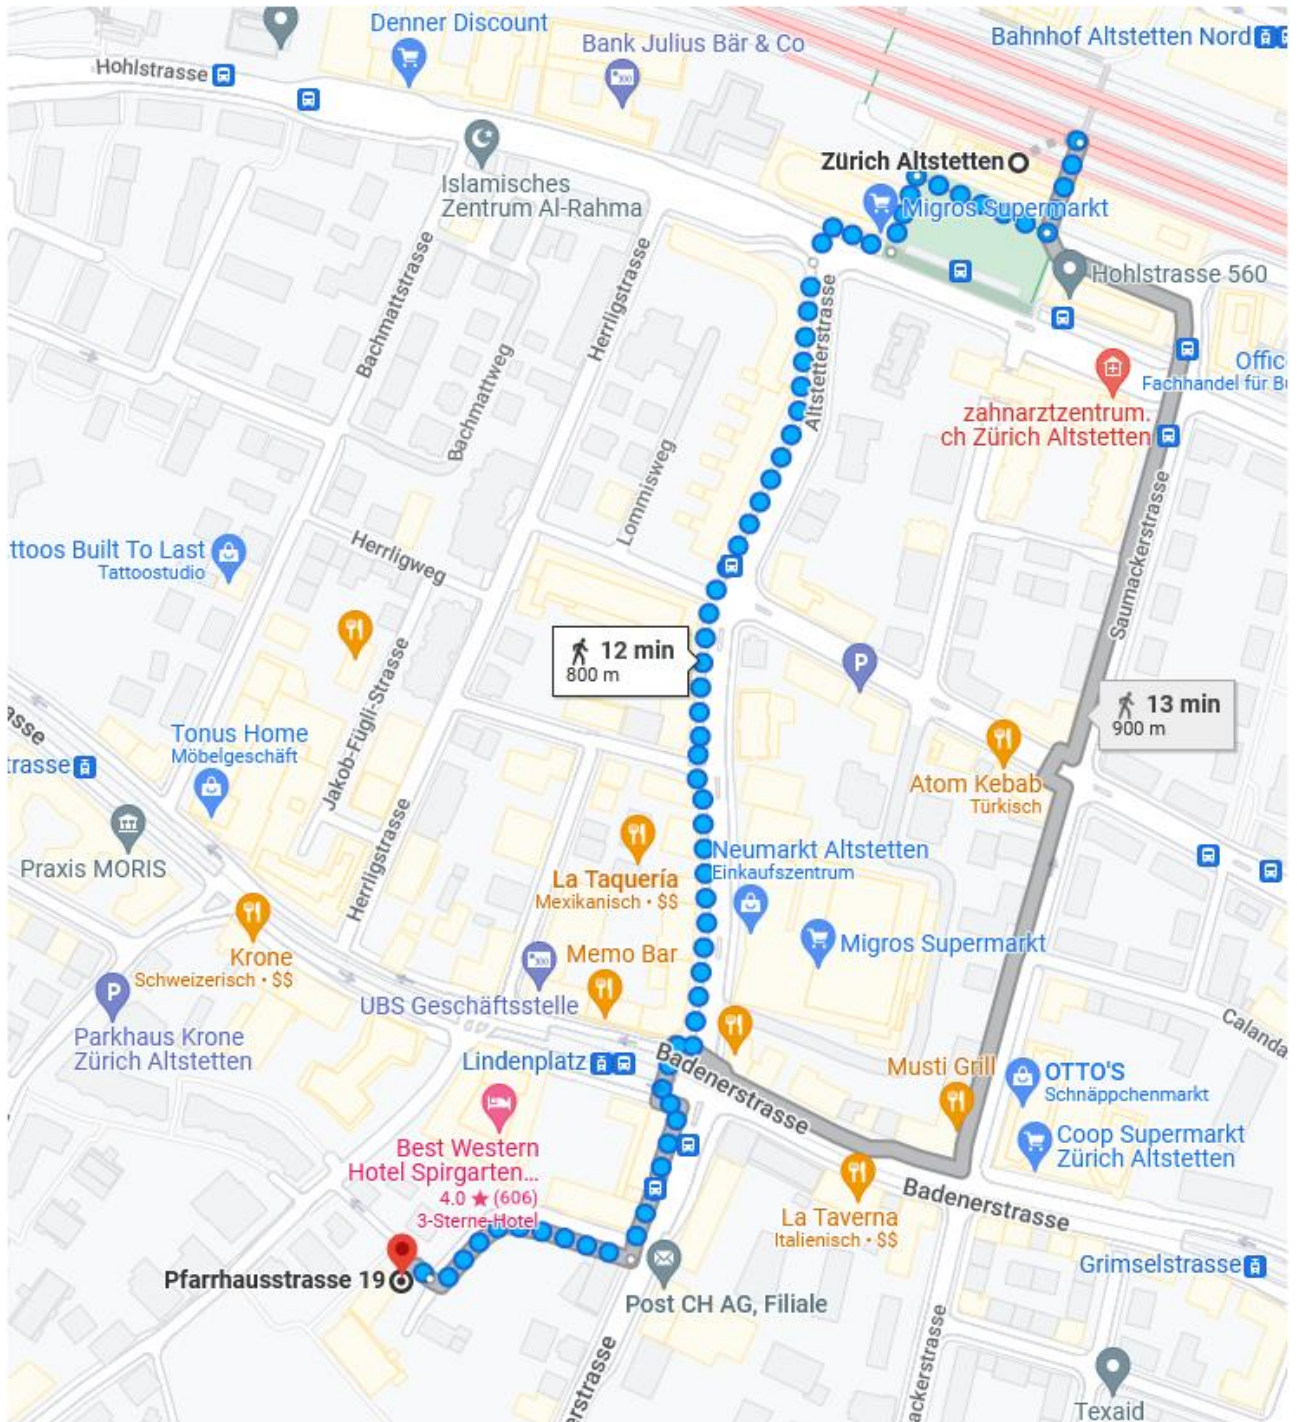 Denner Discount
Bank Julius Bär & Co
Bahnhof Altstetten Nord
Hohlstrasse
Zürich Altstetten
Islamisches
Zentrum Al-Rahma
Migros Supermarkt
Hohlstrasse 560
Bachmattstrasse
Herrligstrasse
Altstetterstrasse
Offic
Fachhandel für B
Bachmattweg
zahnarztzentrum.
ch Zürich Altstetten
Lommisweg
Saumackerstrasse
ttoos Built To Last
Tattoostudio
Herrligweg
12 min
800 m
P
13 min
900 m
Jakob-Fügli-Strasse
asse
trasse
Tonus Home
Möbelgeschäft
Atom Kebab
Türkisch
Praxis MORIS
Herrligstrasse
Neumarkt Altstetten
Einkaufszentrum
La Taquería
Mexikanisch • $$
Krone
Schweizerisch • $$
Memo Bar
Migros Supermarkt
P
UBS Geschäftsstelle
Parkhaus Krone
Zürich Altstetten
Calanda
Lindenplatz
Badenerstrasse
Musti Grill
OTTO'S
Schnäppchenmarkt
Best Western
Hotel Spirgarten...
4.0 ★ (606)
3-Sterne-Hotel
Coop Supermarkt
Zürich Altstetten
La Taverna
Italienisch • $$
Badenerstrasse
Pfarrhausstrasse 19
Grimselstrasse
Post CH AG, Filiale
erstrasse
ackerstrasse
Texaid